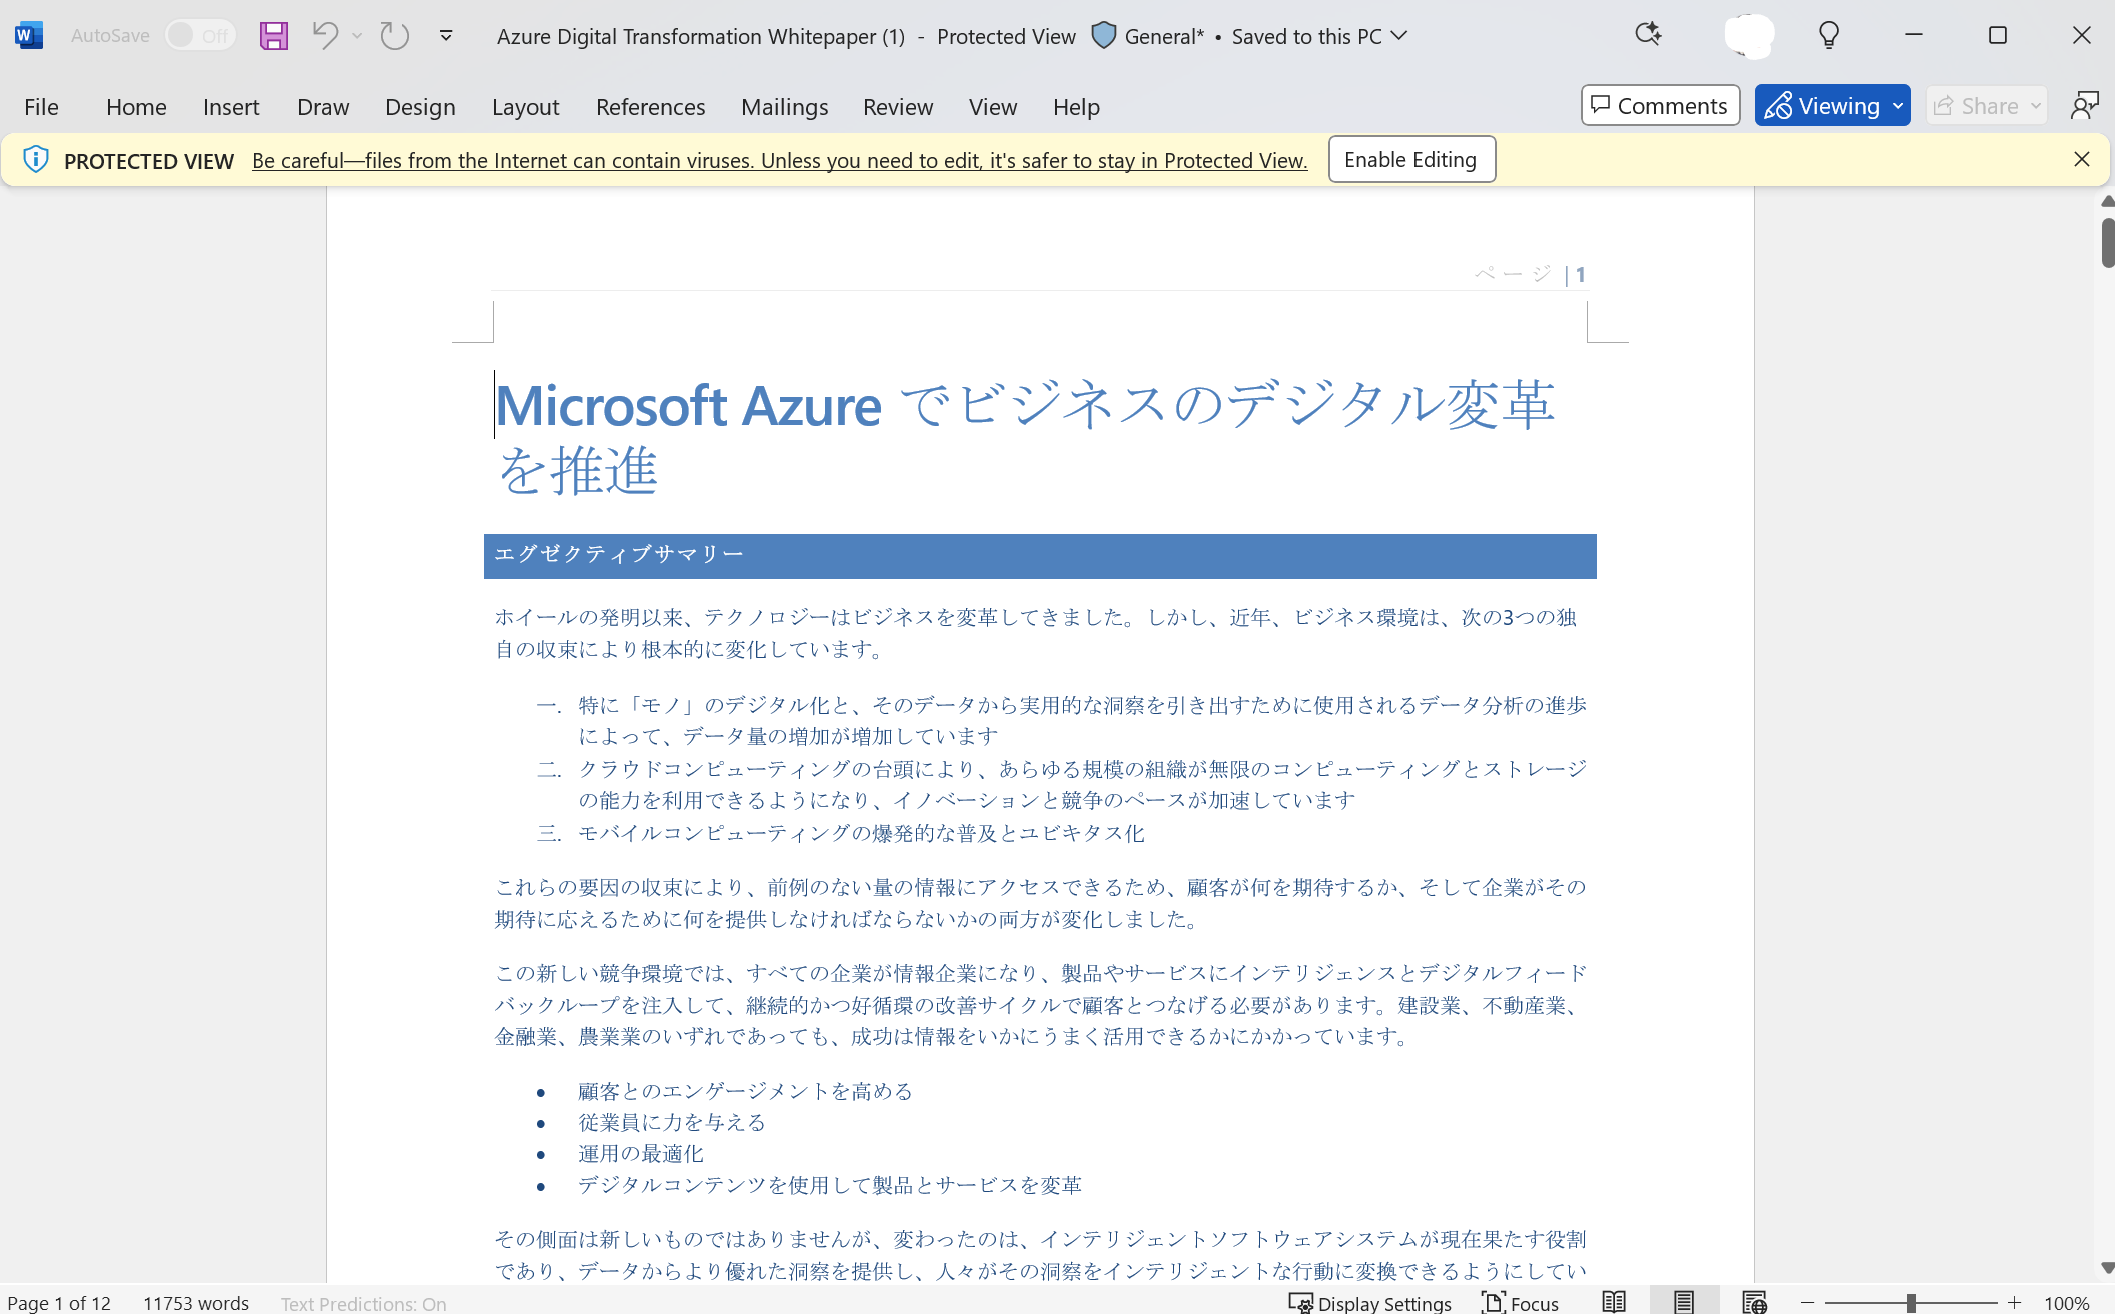 AutoSave Off Azure Digital Transformation Whitepaper (1) - Protected View General* • Saved to this PC
File Home Insert Draw Design Layout References Mailings Review View Help Comments Viewing Share
PROTECTED VIEW Be careful—files from the Internet can contain viruses. Unless you need to edit, it's safer to stay in Protected View. Enable Editing
ページ | 1
Microsoft Azure でビジネスのデジタル変革
を推進
エグゼクティブサマリー
ホイールの発明以来、テクノロジーはビジネスを変革してきました。しかし、近年、ビジネス環境は、次の3つの独
自の収束により根本的に変化しています。
一. 特に「モノ」のデジタル化と、そのデータから実用的な洞察を引き出すために使用されるデータ分析の進歩
によって、データ量の増加が増加しています
二. クラウドコンピューティングの台頭により、あらゆる規模の組織が無限のコンピューティングとストレージ
の能力を利用できるようになり、イノベーションと競争のペースが加速しています
三. モバイルコンピューティングの爆発的な普及とユビキタス化
これらの要因の収束により、前例のない量の情報にアクセスできるため、顧客が何を期待するか、そして企業がその
期待に応えるために何を提供しなければならないかの両方が変化しました。
この新しい競争環境では、すべての企業が情報企業になり、製品やサービスにインテリジェンスとデジタルフィード
バックループを注入して、継続的かつ好循環の改善サイクルで顧客とつなげる必要があります。建設業、不動産業、
金融業、農業業のいずれであっても、成功は情報をいかにうまく活用できるかにかかっています。
• 顧客とのエンゲージメントを高める
• 従業員に力を与える
• 運用の最適化
• デジタルコンテンツを使用して製品とサービスを変革
その側面は新しいものではありませんが、変わったのは、インテリジェントソフトウェアシステムが現在果たす役割
であり、データからより優れた洞察を提供し、人々がその洞察をインテリジェントな行動に変換できるようにしてい
Page 1 of 12 11753 words Text Predictions: On Display Settings Focus 100%